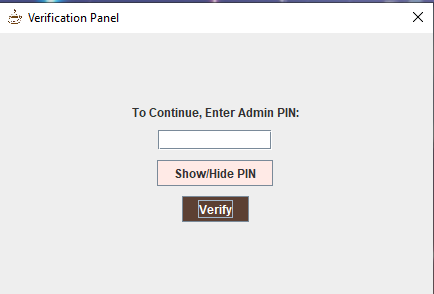 Verification Panel
To Continue, Enter Admin PIN:
Show/Hide PIN
Verify